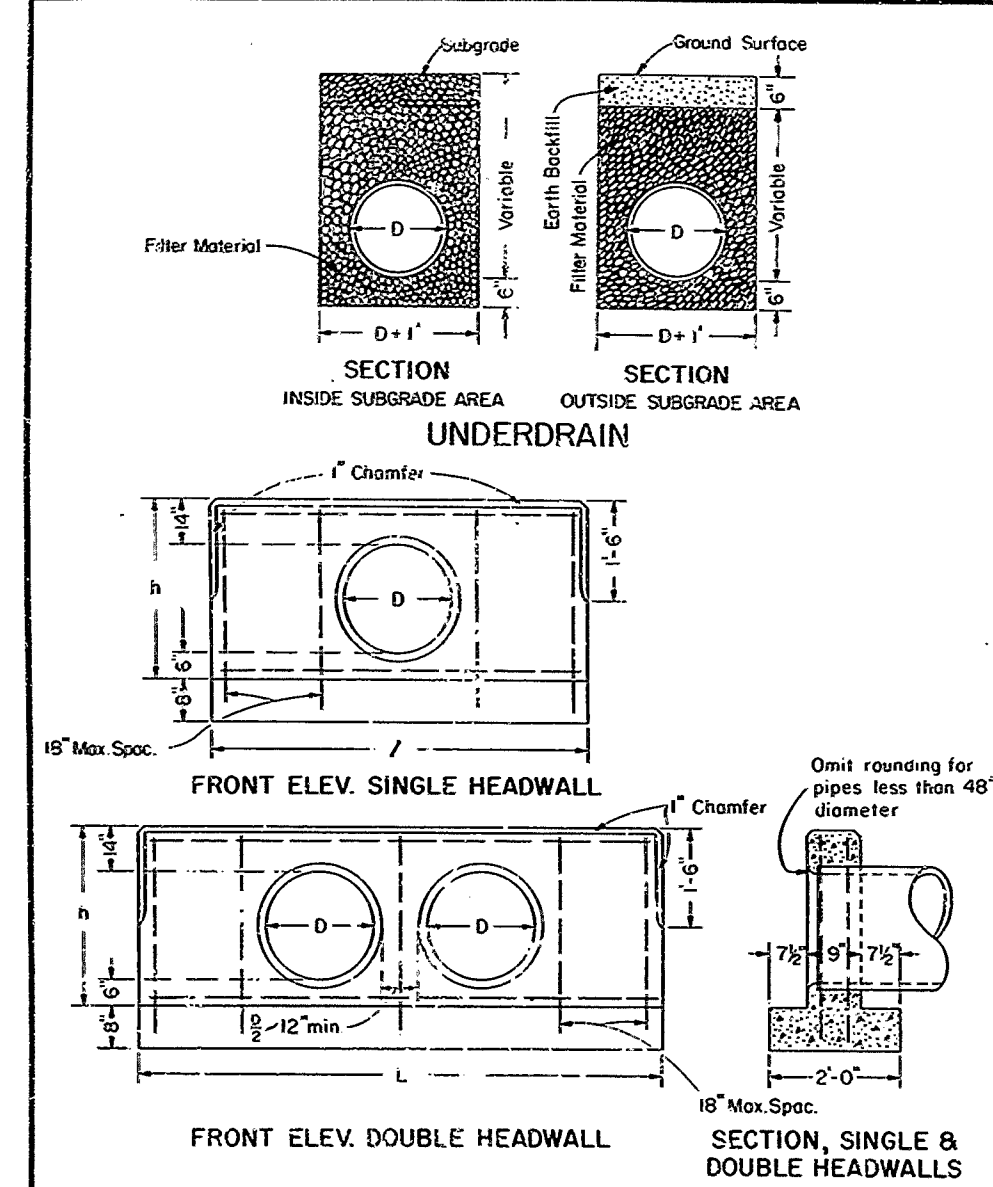 Subgrade
Ground Surface
6"
Variable
Earth Backfill
Filter Material
Variable
D
D
Filter Material
6"
6"
D + 1'
D + 1'
SECTION
INSIDE SUBGRADE AREA
SECTION
OUTSIDE SUBGRADE AREA
UNDERDRAIN
1" Chamfer
14"
1'-6"
h
D
6"
8"
18" Max. Spac.
l
FRONT ELEV. SINGLE HEADWALL
Omit rounding for
pipes less than 48"
diameter
1" Chamfer
14"
1'-6"
h
D
D
7½"
9"
7½"
6"
8"
D/2 - 12" min.
L
2'-0"
18" Max. Spac.
FRONT ELEV. DOUBLE HEADWALL
SECTION, SINGLE &
DOUBLE HEADWALLS